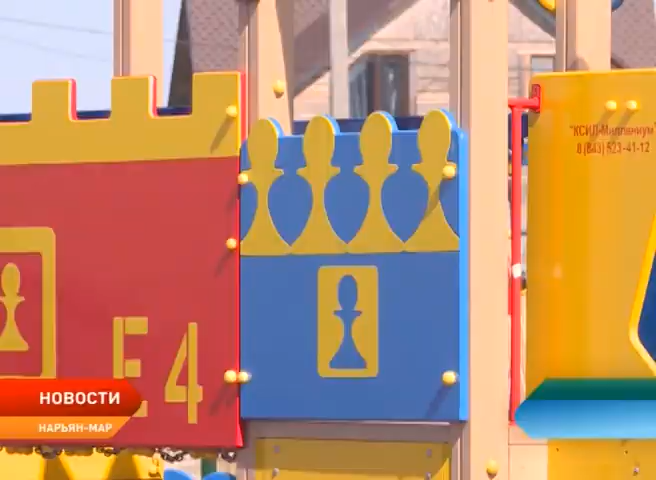 "КСИЛ-Миллениум"
8 (843) 523-41-12
E4
НОВОСТИ
НАРЬЯН-МАР